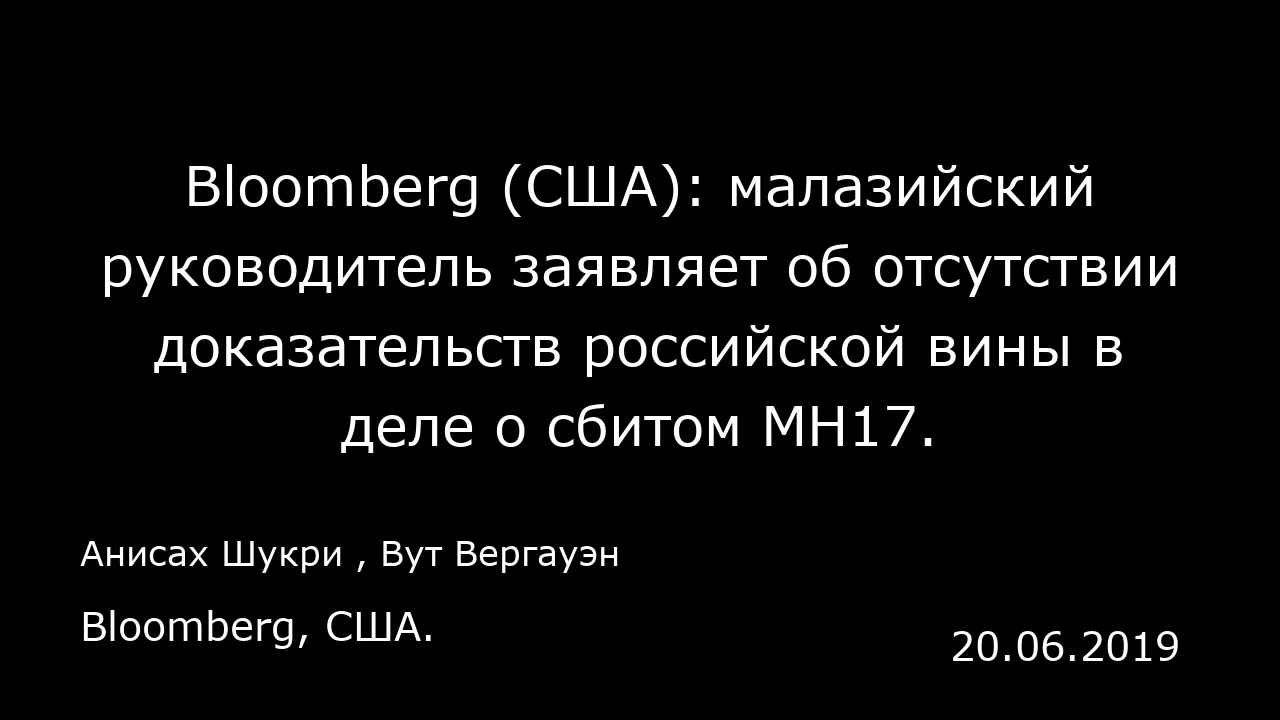 Bloomberg (США): малазийский
руководитель заявляет об отсутствии
доказательств российской вины в
деле о сбитом MH17.
Анисах Шукри , Вут Вергауэн
Bloomberg, США.
20.06.2019